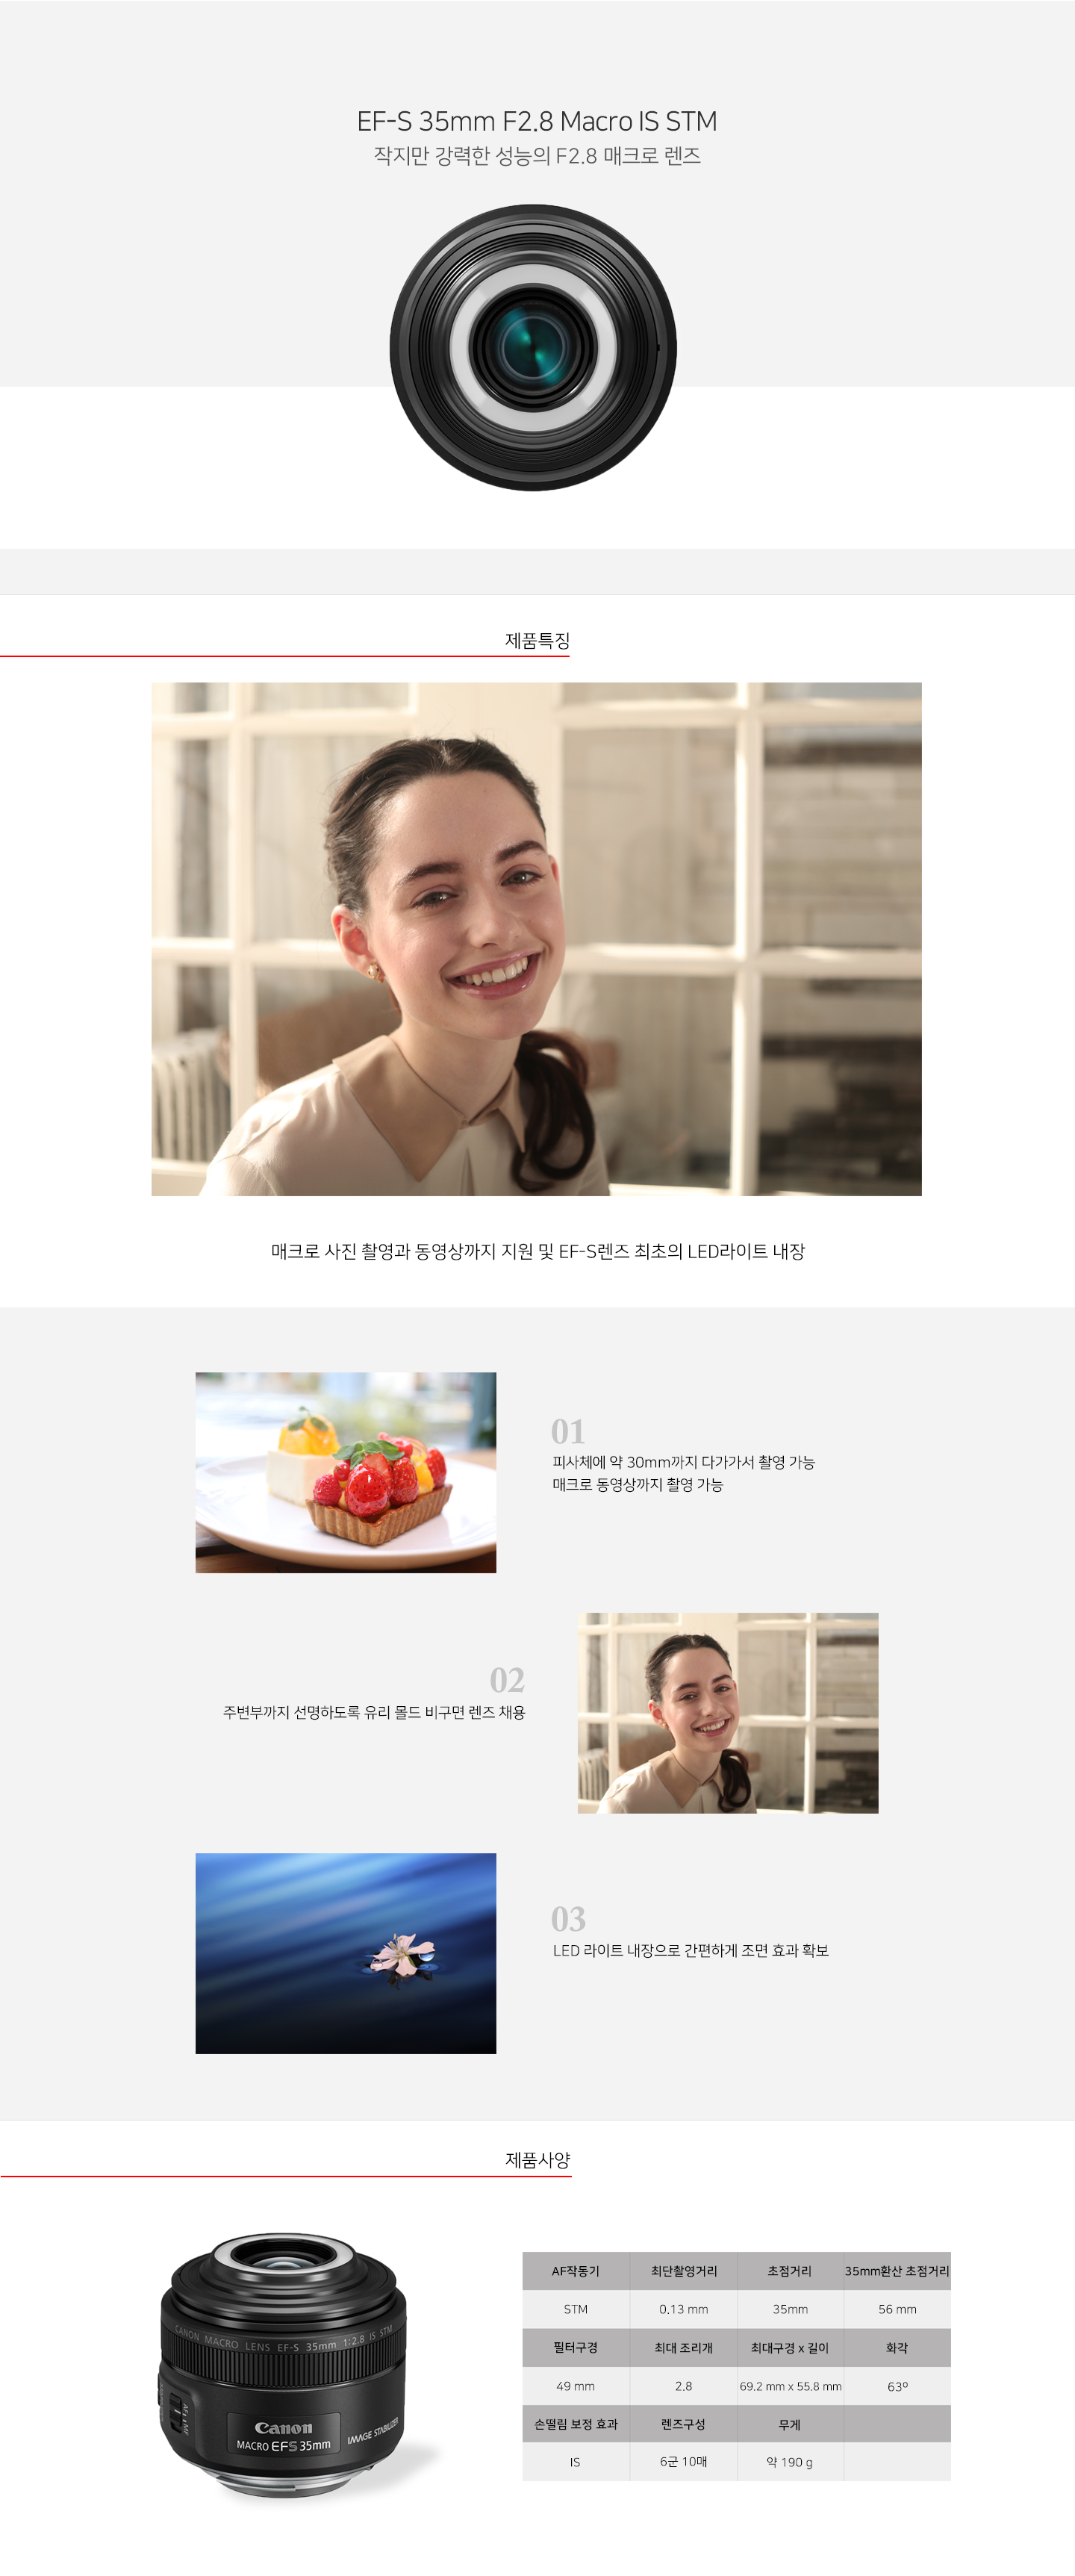 EF-S 35mm F2.8 Macro IS STM
작지만 강력한 성능의 F2.8 매크로 렌즈
제품특징
매크로 사진 촬영과 동영상까지 지원 및 EF-S렌즈 최초의 LED라이트 내장
01
피사체에 약 30mm까지 다가가서 촬영 가능
매크로 동영상까지 촬영 가능
02
주변부까지 선명하도록 유리 몰드 비구면 렌즈 채용
03
LED 라이트 내장으로 간편하게 조면 효과 확보
제품사양
CANON MACRO LENS EF-S 35mm 1:2.8 IS STM
AF MF
Canon
MACRO EFS 35mm
IMAGE STABILIZER
AF작동기 최단촬영거리 초점거리 35mm환산 초점거리
STM 0.13 mm 35mm 56 mm
필터구경 최대 조리개 최대구경 x 길이 화각
49 mm 2.8 69.2 mm x 55.8 mm 63º
손떨림 보정 효과 렌즈구성 무게
IS 6군 10매 약 190 g